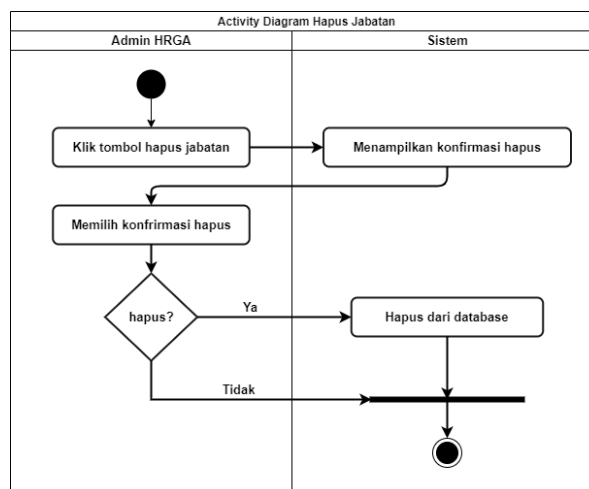 Activity Diagram Hapus Jabatan
Admin HRGA
Sistem
Klik tombol hapus jabatan
Menampilkan konfirmasi hapus
Memilih konfrirmasi hapus
hapus?
Ya
Hapus dari database
Tidak